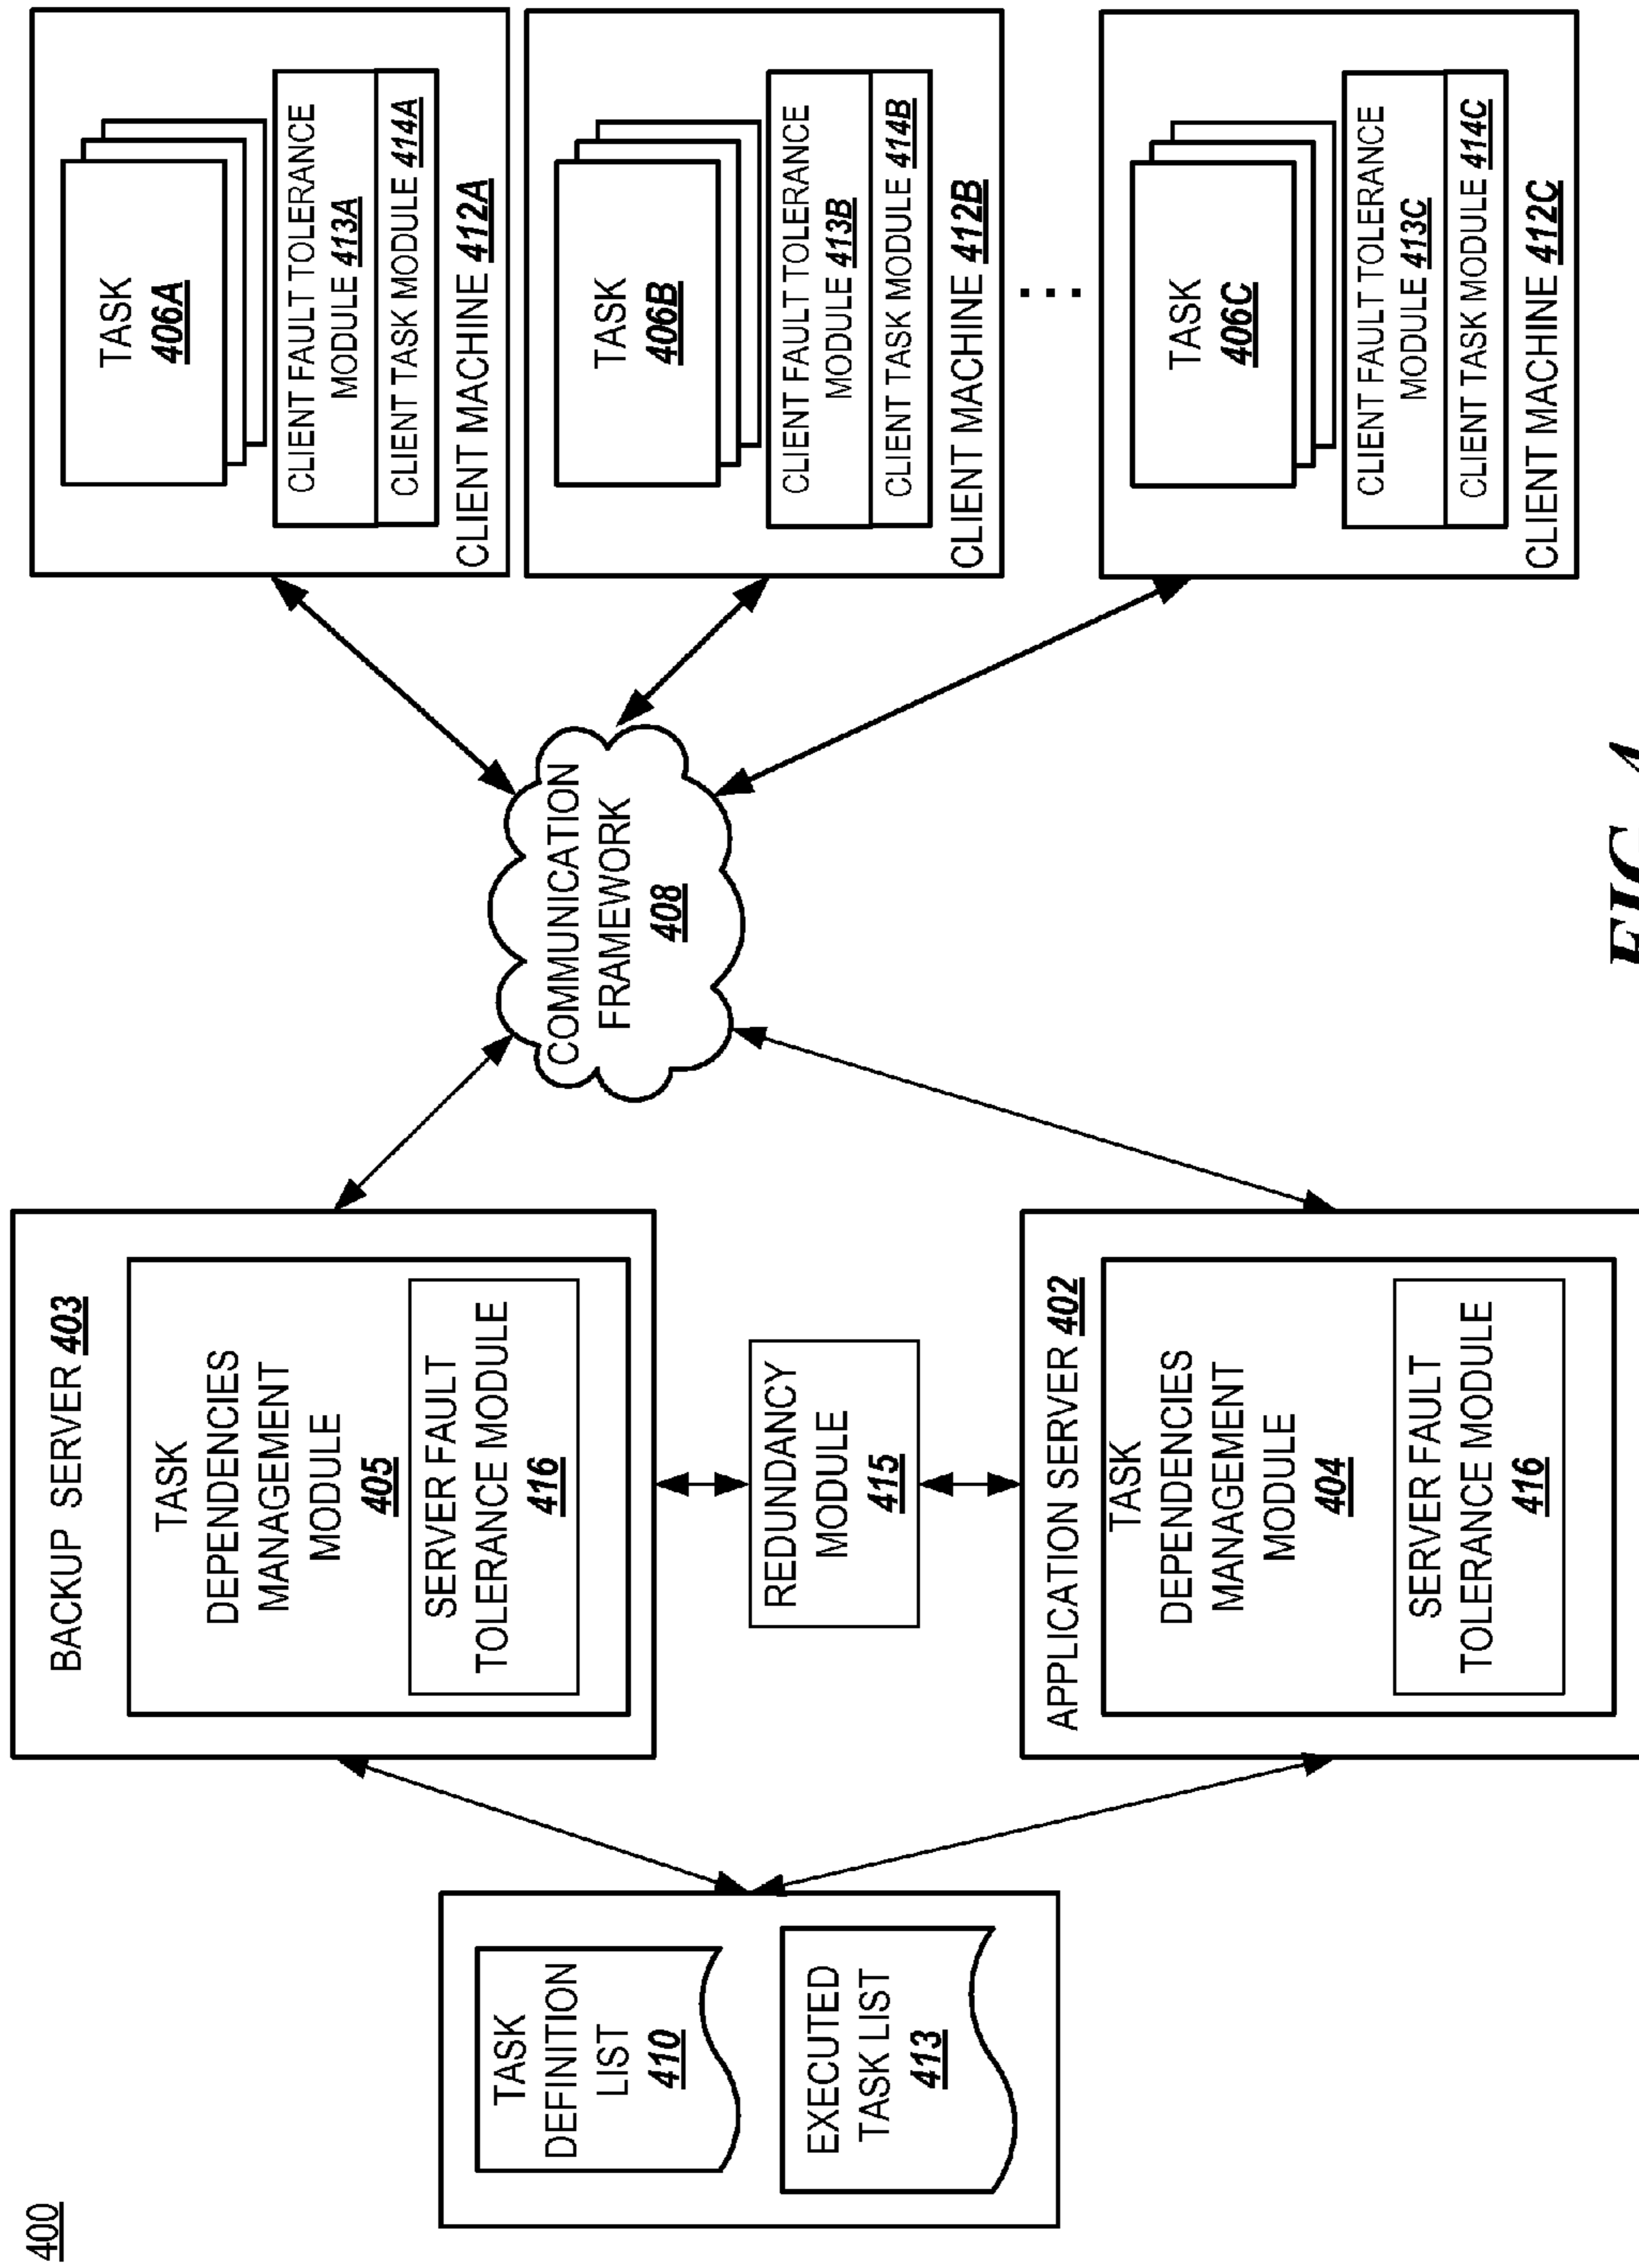 400
TASK
DEFINITION
LIST
410
EXECUTED
TASK LIST
413
BACKUP SERVER 403
TASK
DEPENDENCIES
MANAGEMENT
MODULE
405
SERVER FAULT
TOLERANCE MODULE
416
REDUNDANCY
MODULE
415
APPLICATION SERVER 402
TASK
DEPENDENCIES
MANAGEMENT
MODULE
404
SERVER FAULT
TOLERANCE MODULE
416
COMMUNICATION
FRAMEWORK
408
TASK
406A
CLIENT FAULT TOLERANCE
MODULE 413A
CLIENT TASK MODULE 414A
CLIENT MACHINE 412A
TASK
406B
CLIENT FAULT TOLERANCE
MODULE 413B
CLIENT TASK MODULE 414B
CLIENT MACHINE 412B
...
TASK
406C
CLIENT FAULT TOLERANCE
MODULE 413C
CLIENT TASK MODULE 414C
CLIENT MACHINE 412C
FIG. 4